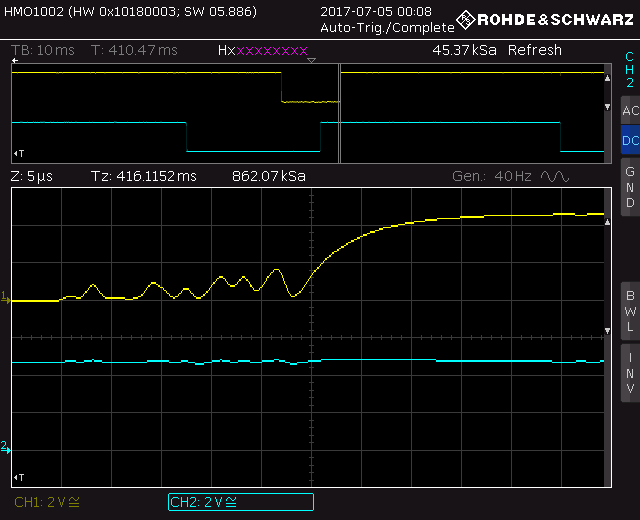 HMO1002 (HW 0x10180003; SW 05.886)
2017-07-05 00:08
Auto-Trig./Complete
ROHDE&SCHWARZ
TB: 10 ms T: 410.47 ms Hxxxxxxxxx 45.37 kSa Refresh
CH2
T
AC
DC
Z: 5 µs Tz: 416.1152 ms 862.07 kSa Gen.: 40 Hz
GND
1
BWL
INV
2
T
CH1: 2 V
CH2: 2 V